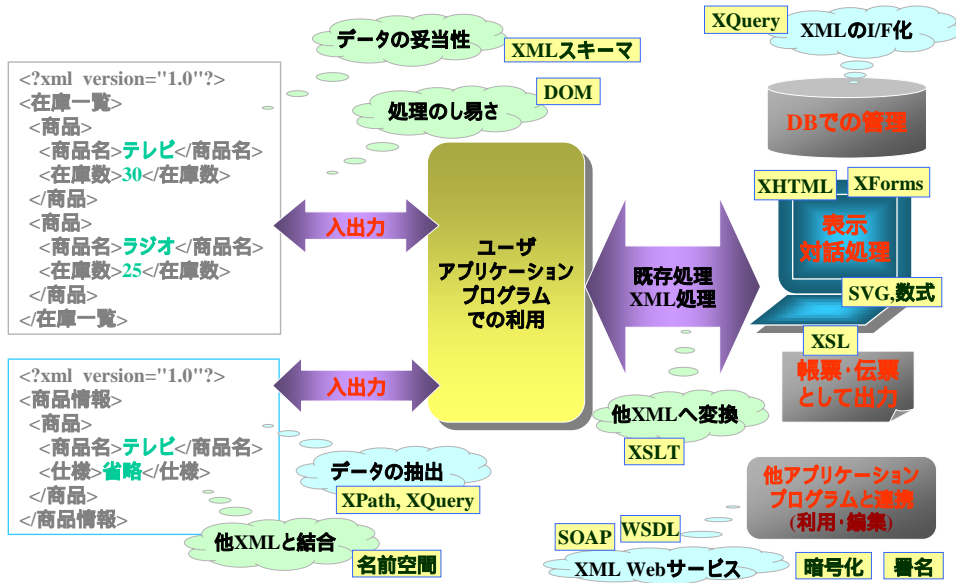 データの妥当性
XMLスキーマ
XQuery
XMLのI/F化
<?xml version="1.0"?>
<在庫一覧>
<商品>
<商品名>テレビ</商品名>
<在庫数>30</在庫数>
</商品>
<商品>
<商品名>ラジオ</商品名>
<在庫数>25</在庫数>
</商品>
</在庫一覧>
処理のし易さ
DOM
DBでの管理
入出力
ユーザ
アプリケーション
プログラム
での利用
既存処理
XML処理
XHTML
XForms
表示
対話処理
SVG,数式
XSL
帳票・伝票
として出力
<?xml version="1.0"?>
<商品情報>
<商品>
<商品名>テレビ</商品名>
<仕様>省略</仕様>
</商品>
</商品情報>
入出力
他XMLへ変換
XSLT
データの抽出
XPath, XQuery
他XMLと結合
名前空間
他アプリケーション
プログラムと連携
(利用・編集)
SOAP
WSDL
XML Webサービス
暗号化
署名